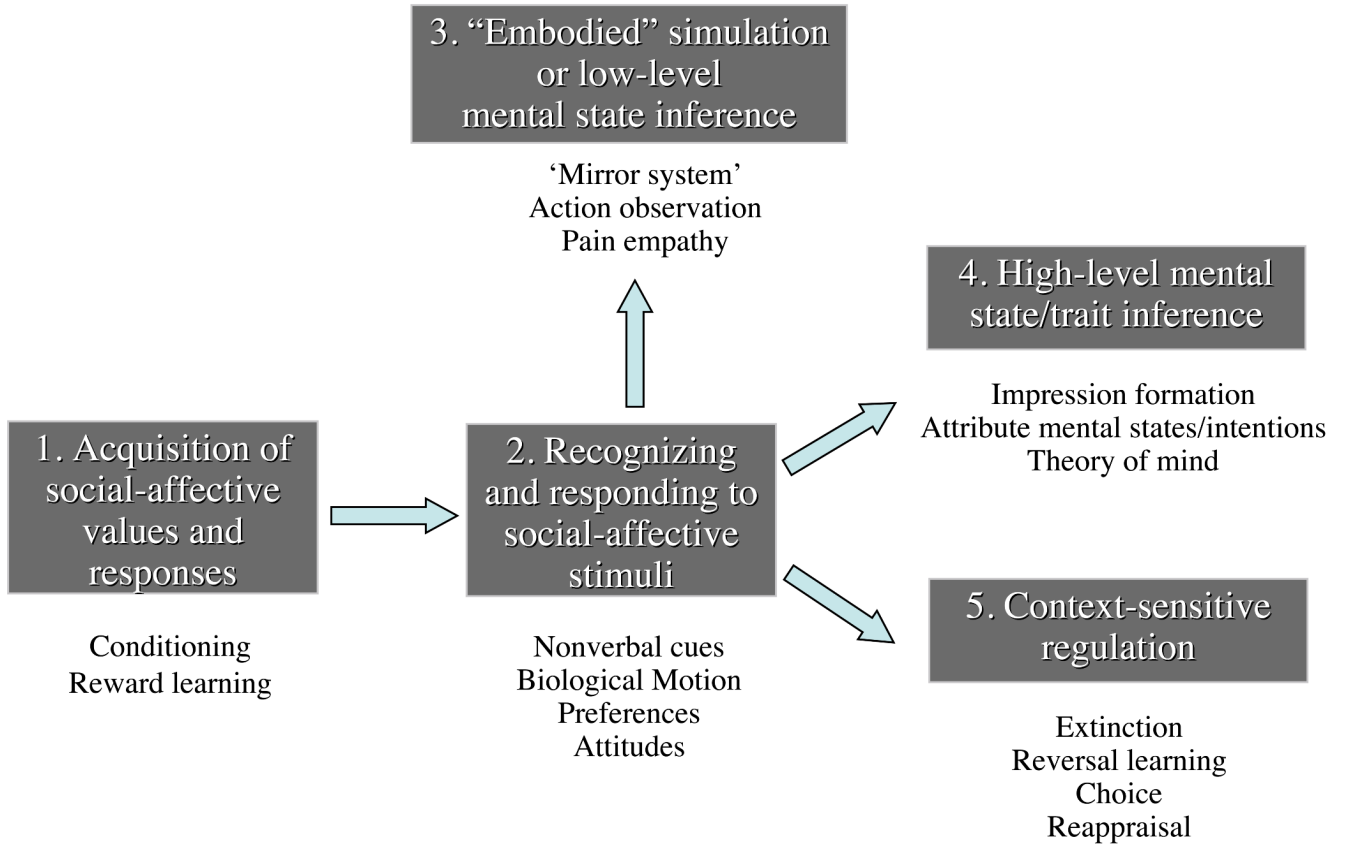 3. “Embodied” simulation
or low-level
mental state inference
‘Mirror system’
Action observation
Pain empathy
4. High-level mental
state/trait inference
Impression formation
Attribute mental states/intentions
Theory of mind
1. Acquisition of
social-affective
values and
responses
Conditioning
Reward learning
2. Recognizing
and responding to
social-affective
stimuli
Nonverbal cues
Biological Motion
Preferences
Attitudes
5. Context-sensitive
regulation
Extinction
Reversal learning
Choice
Reappraisal